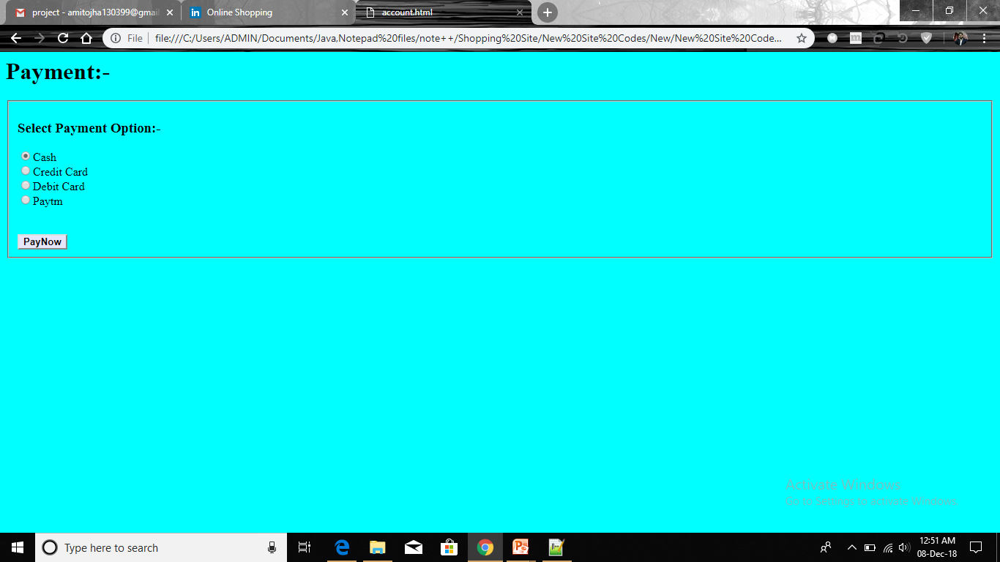 project - amitojha130399@gmail
Online Shopping
account.html
File
file:///C:/Users/ADMIN/Documents/Java,Notepad%20files/note++/Shopping%20Site/New%20Site%20Codes/New/New%20Site%20Code...
Payment:-
Select Payment Option:-
Cash
Credit Card
Debit Card
Paytm
PayNow
Activate Windows
Go to Settings to activate Windows.
Type here to search
12:51 AM
08-Dec-18